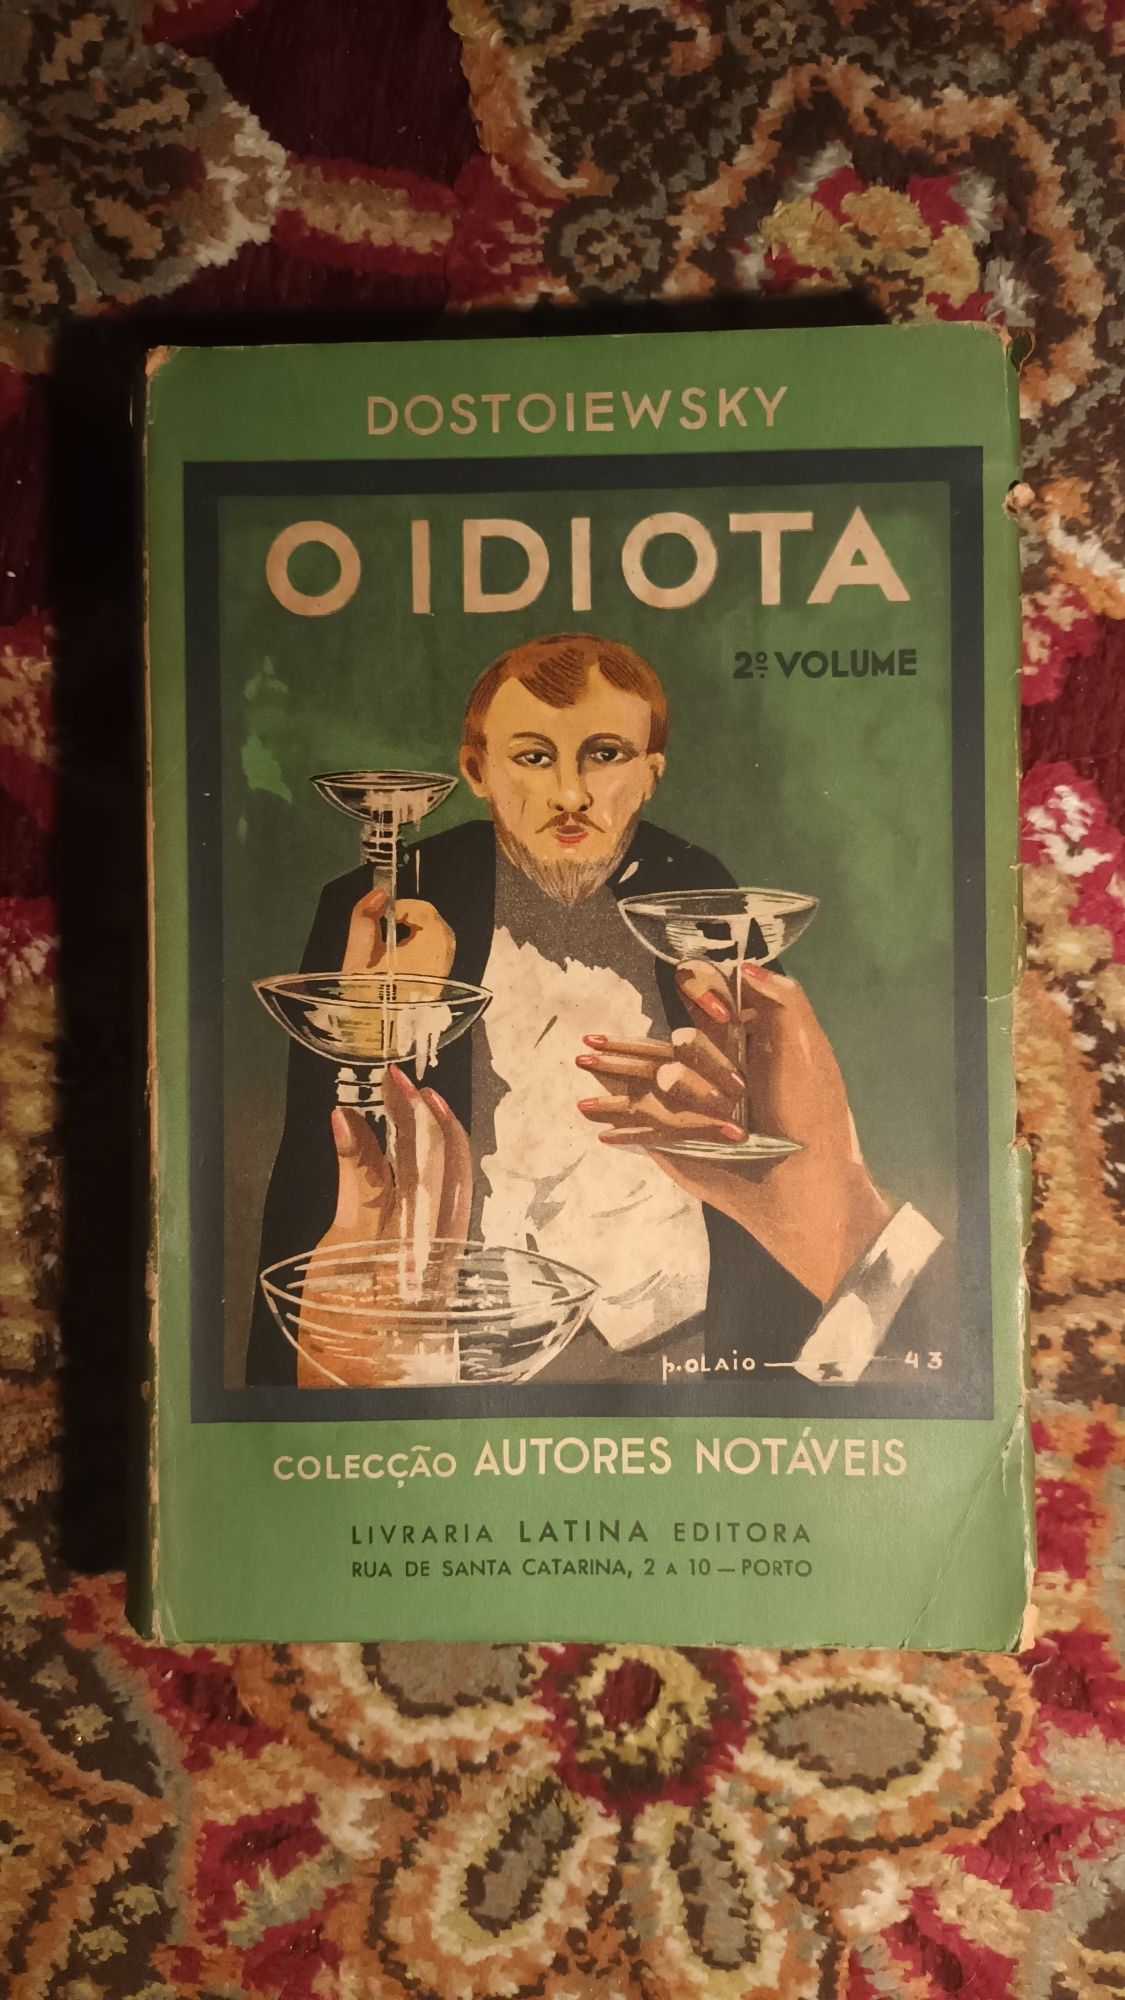 DOSTOIEWSKY
O IDIOTA
2º VOLUME
p.OLAIO — 43
COLECÇÃO AUTORES NOTÁVEIS
LIVRARIA LATINA EDITORA
RUA DE SANTA CATARINA, 2 A 10 — PORTO